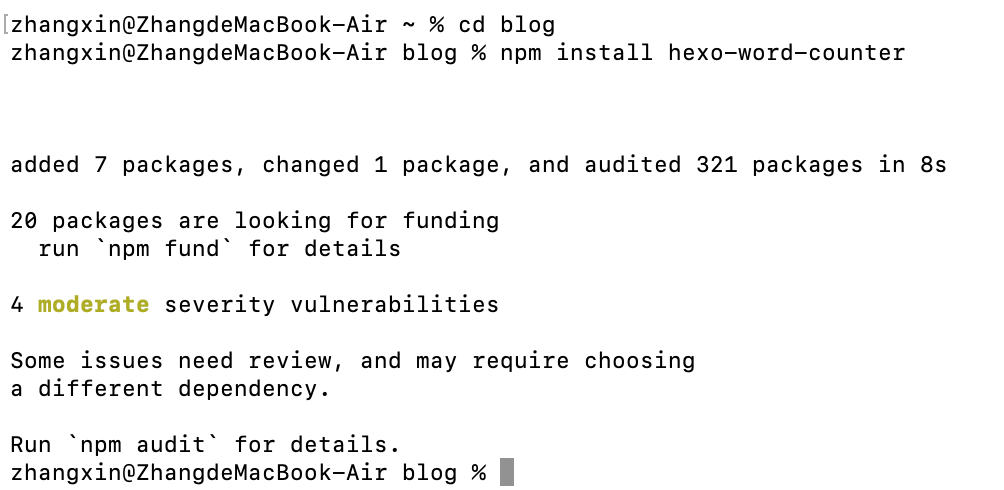 [zhangxin@ZhangdeMacBook-Air ~ % cd blog
zhangxin@ZhangdeMacBook-Air blog % npm install hexo-word-counter
added 7 packages, changed 1 package, and audited 321 packages in 8s
20 packages are looking for funding
  run `npm fund` for details
4 moderate severity vulnerabilities
Some issues need review, and may require choosing
a different dependency.
Run `npm audit` for details.
zhangxin@ZhangdeMacBook-Air blog %